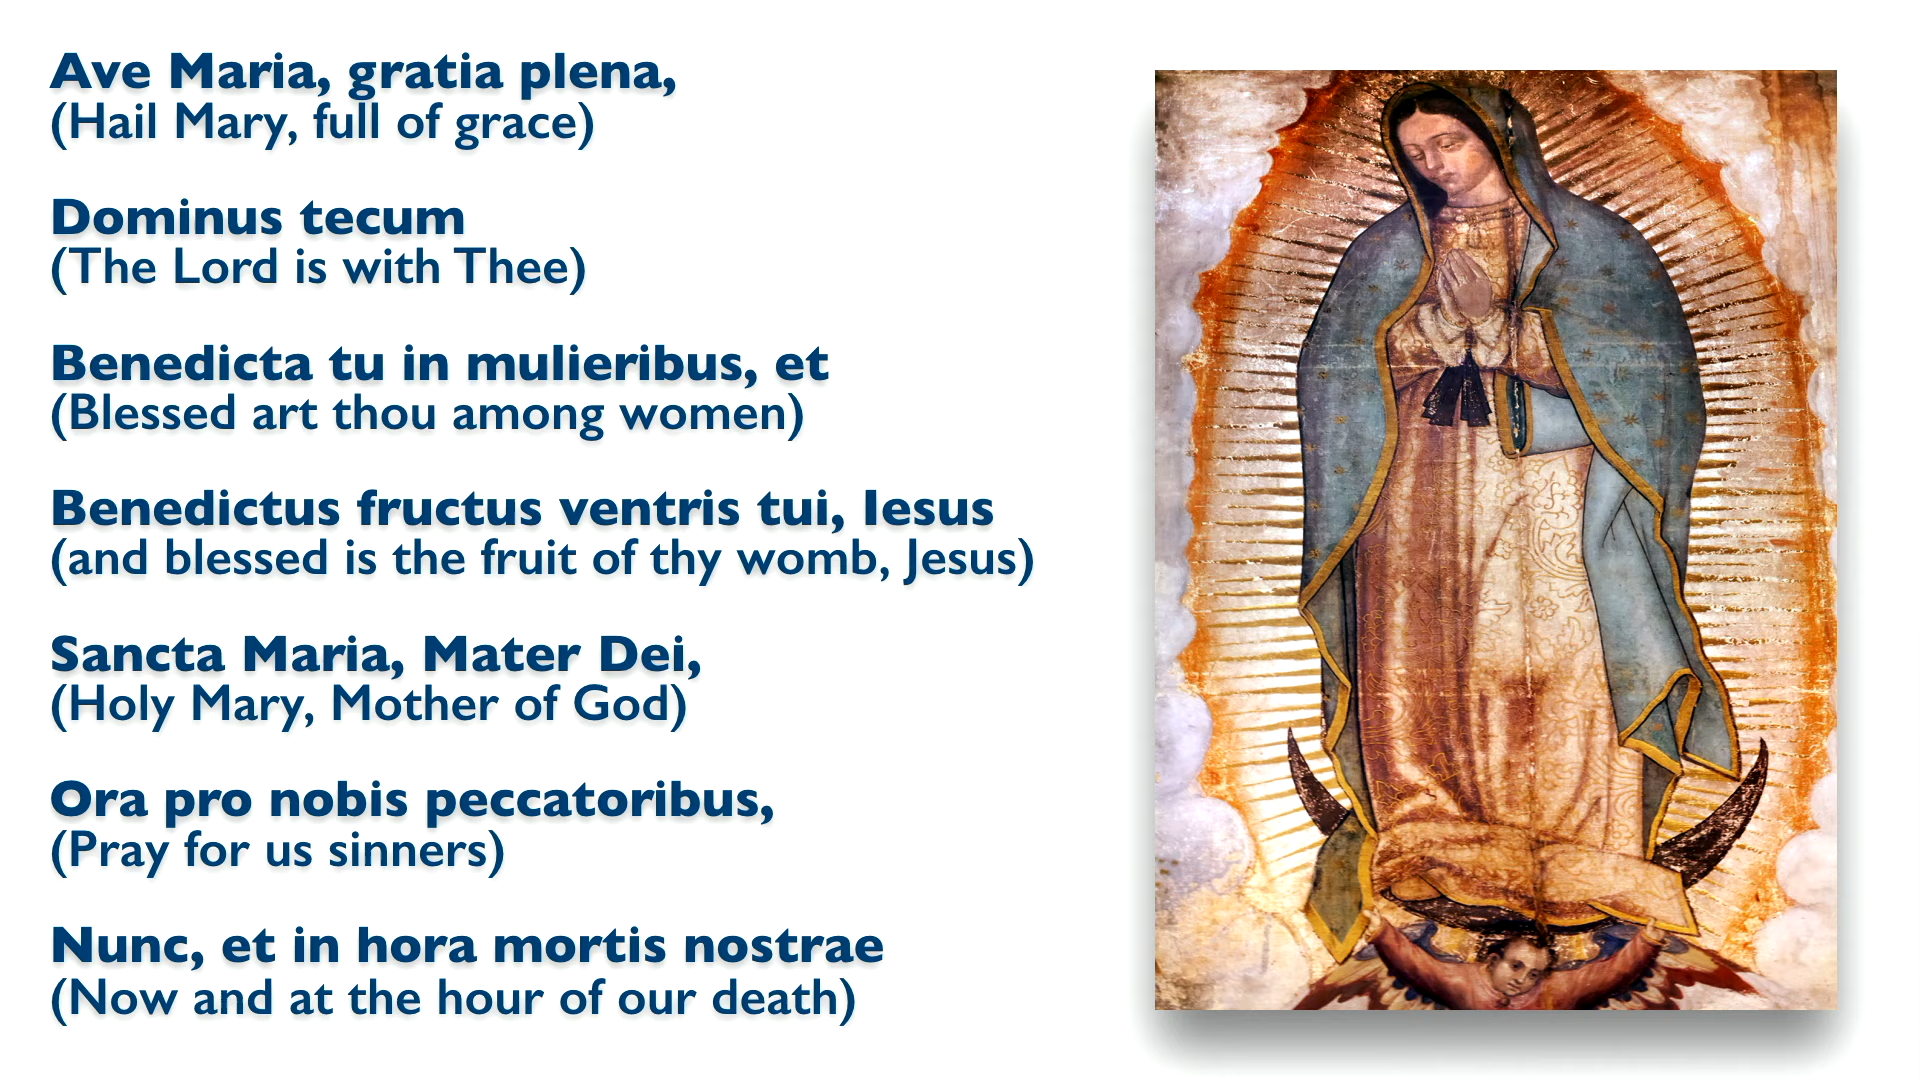 Ave Maria, gratia plena,
(Hail Mary, full of grace)
Dominus tecum
(The Lord is with Thee)
Benedicta tu in mulieribus, et
(Blessed art thou among women)
Benedictus fructus ventris tui, Iesus
(and blessed is the fruit of thy womb, Jesus)
Sancta Maria, Mater Dei,
(Holy Mary, Mother of God)
Ora pro nobis peccatoribus,
(Pray for us sinners)
Nunc, et in hora mortis nostrae
(Now and at the hour of our death)